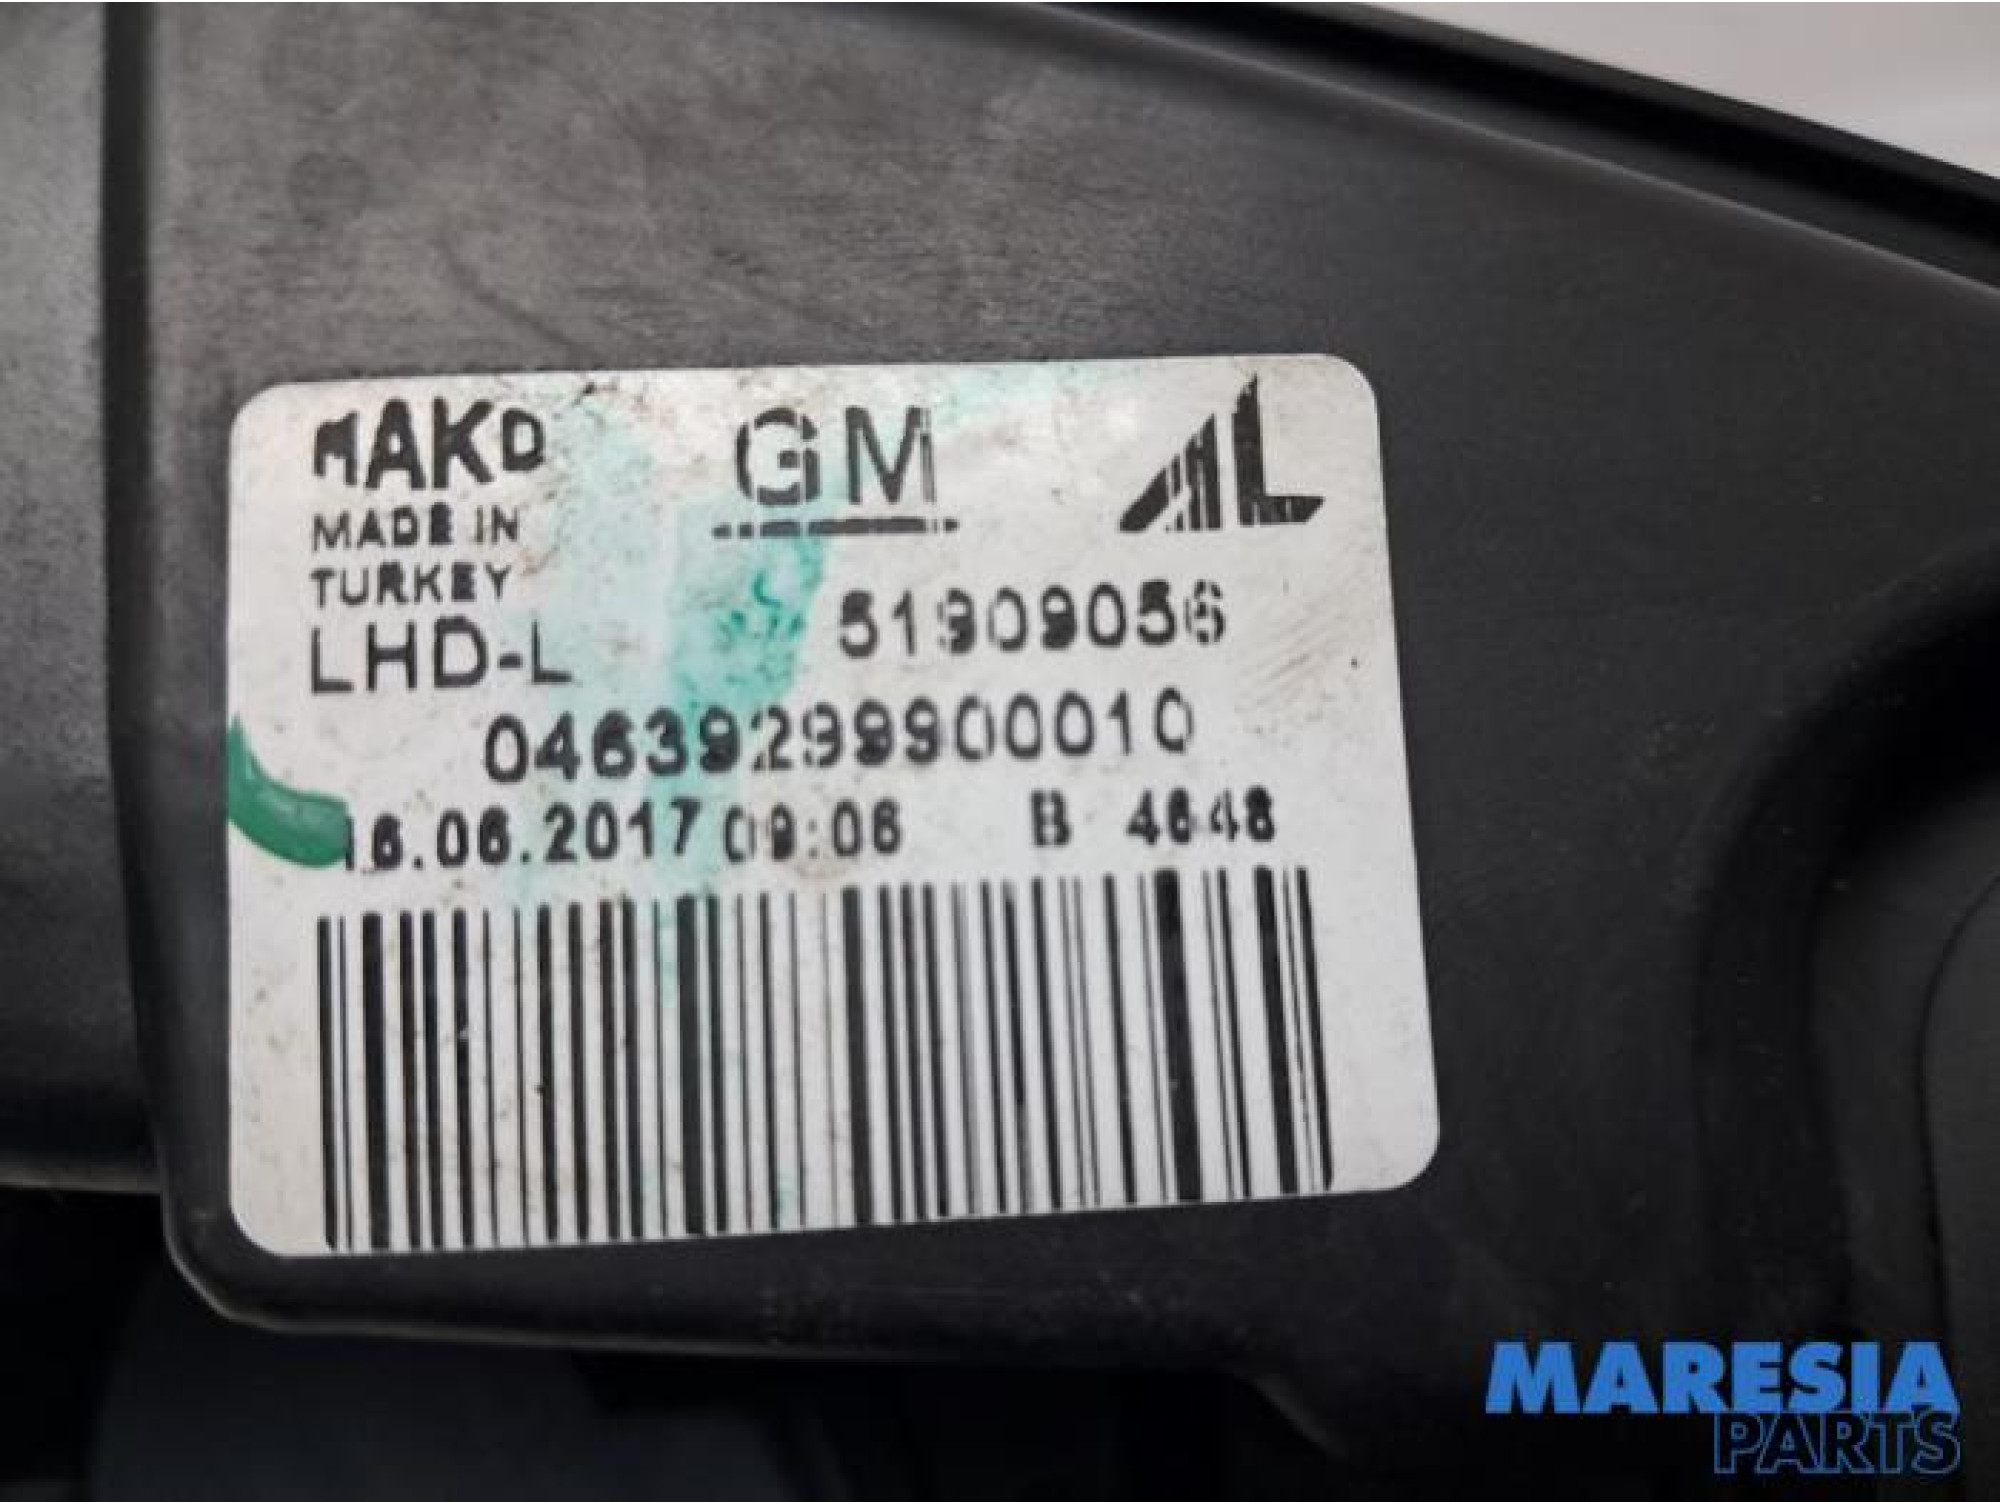 MAKO GM AL
MADE IN
TURKEY
LHD-L 51909056
04639299900010
16.06.2017 09:06 B 4648
MARESIA
PARTS